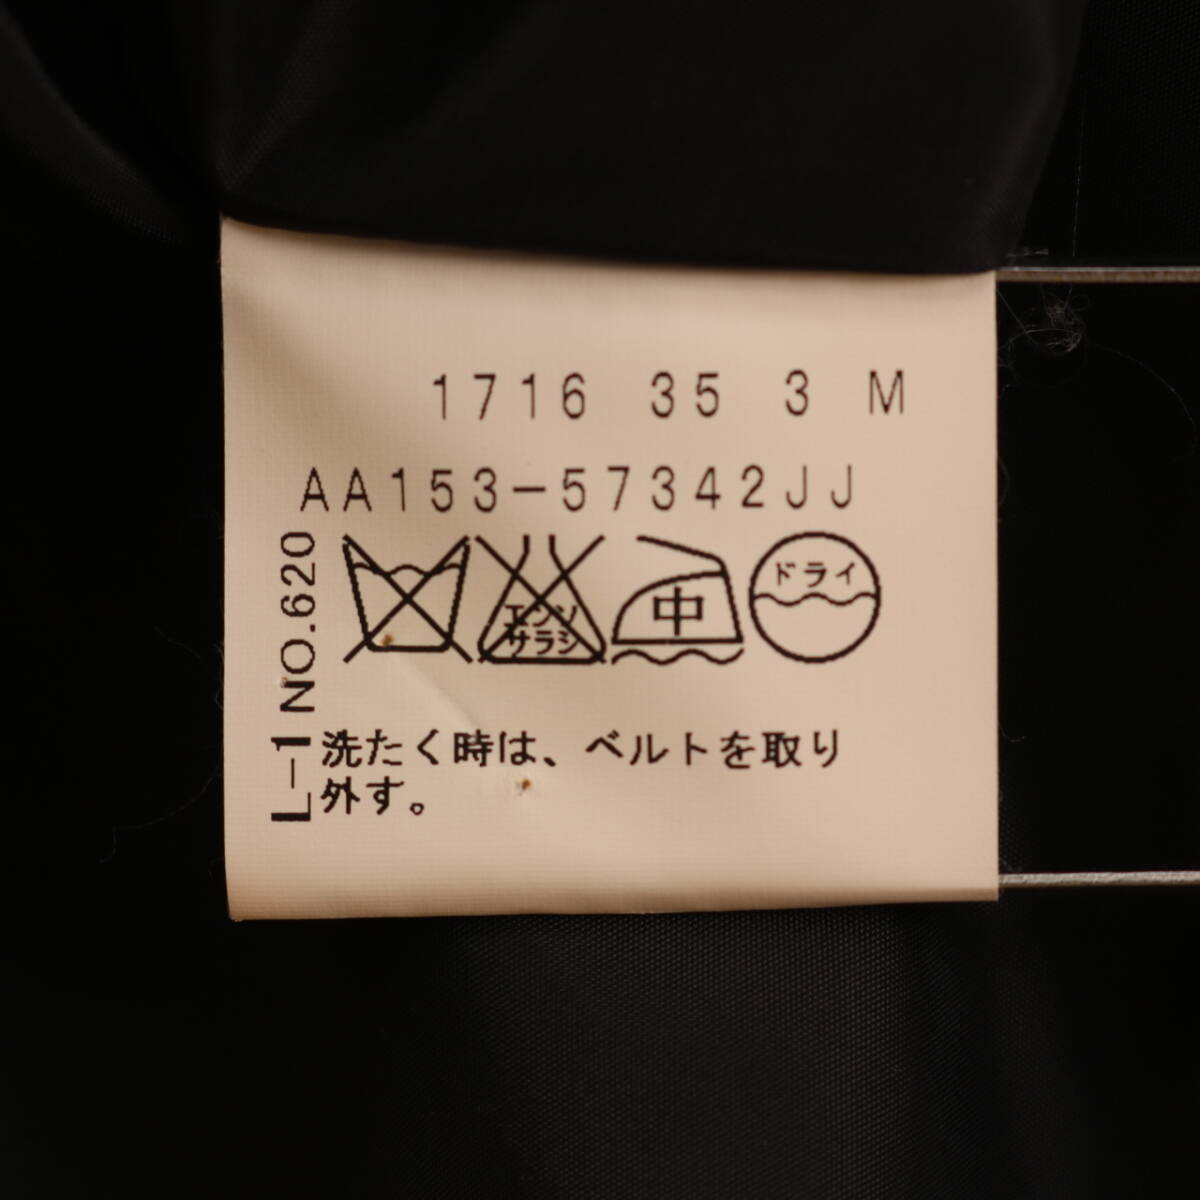 1716 35 3 M
AA153-57342JJ
エンソ
サラシ
中
ドライ
洗たく時は、ベルトを取り
外す。
L-1 NO.620